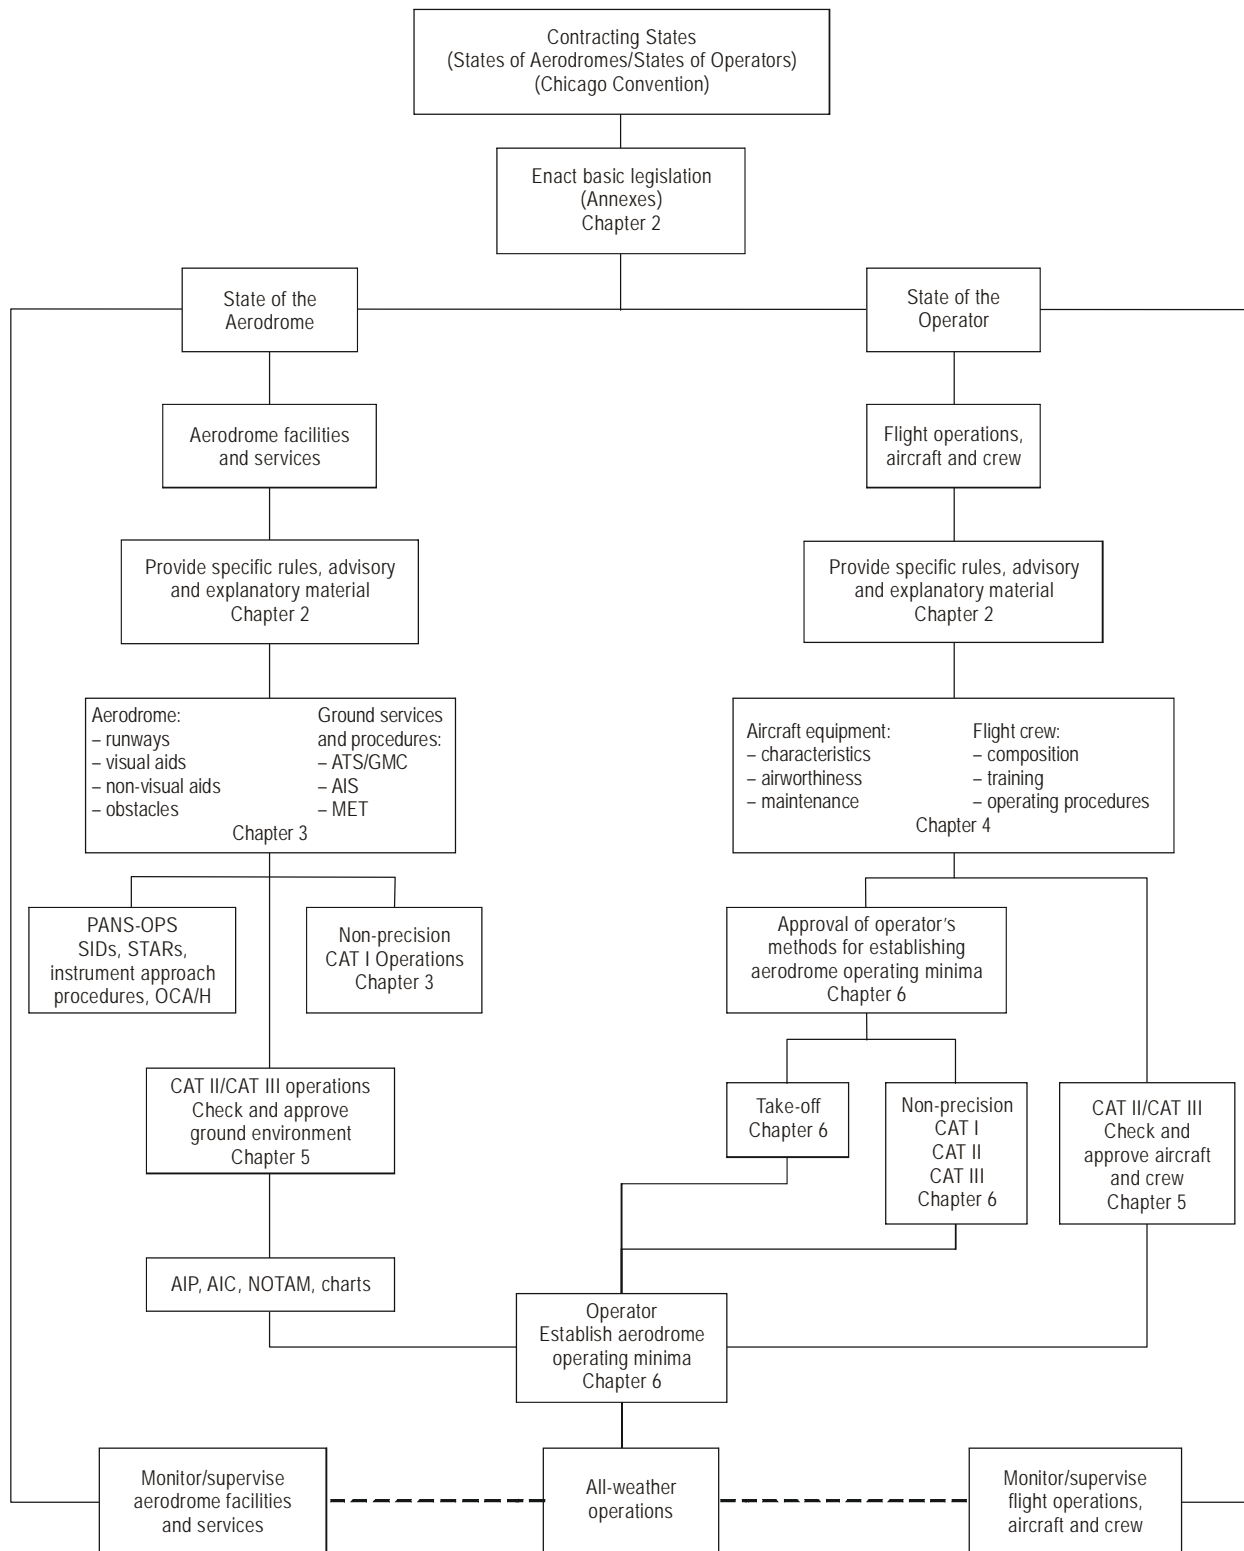 Contracting States
(States of Aerodromes/States of Operators)
(Chicago Convention)
Enact basic legislation
(Annexes)
Chapter 2
State of the
Aerodrome
State of the
Operator
Aerodrome facilities
and services
Flight operations,
aircraft and crew
Provide specific rules, advisory
and explanatory material
Chapter 2
Provide specific rules, advisory
and explanatory material
Chapter 2
Aerodrome:
– runways
– visual aids
– non-visual aids
– obstacles
Ground services
and procedures:
– ATS/GMC
– AIS
– MET
Chapter 3
Aircraft equipment:
– characteristics
– airworthiness
– maintenance
Flight crew:
– composition
– training
– operating procedures
Chapter 4
PANS-OPS
SIDs, STARs,
instrument approach
procedures, OCA/H
Non-precision
CAT I Operations
Chapter 3
Approval of operator's
methods for establishing
aerodrome operating minima
Chapter 6
CAT II/CAT III operations
Check and approve
ground environment
Chapter 5
Take-off
Chapter 6
Non-precision
CAT I
CAT II
CAT III
Chapter 6
CAT II/CAT III
Check and
approve aircraft
and crew
Chapter 5
AIP, AIC, NOTAM, charts
Operator
Establish aerodrome
operating minima
Chapter 6
Monitor/supervise
aerodrome facilities
and services
All-weather
operations
Monitor/supervise
flight operations,
aircraft and crew